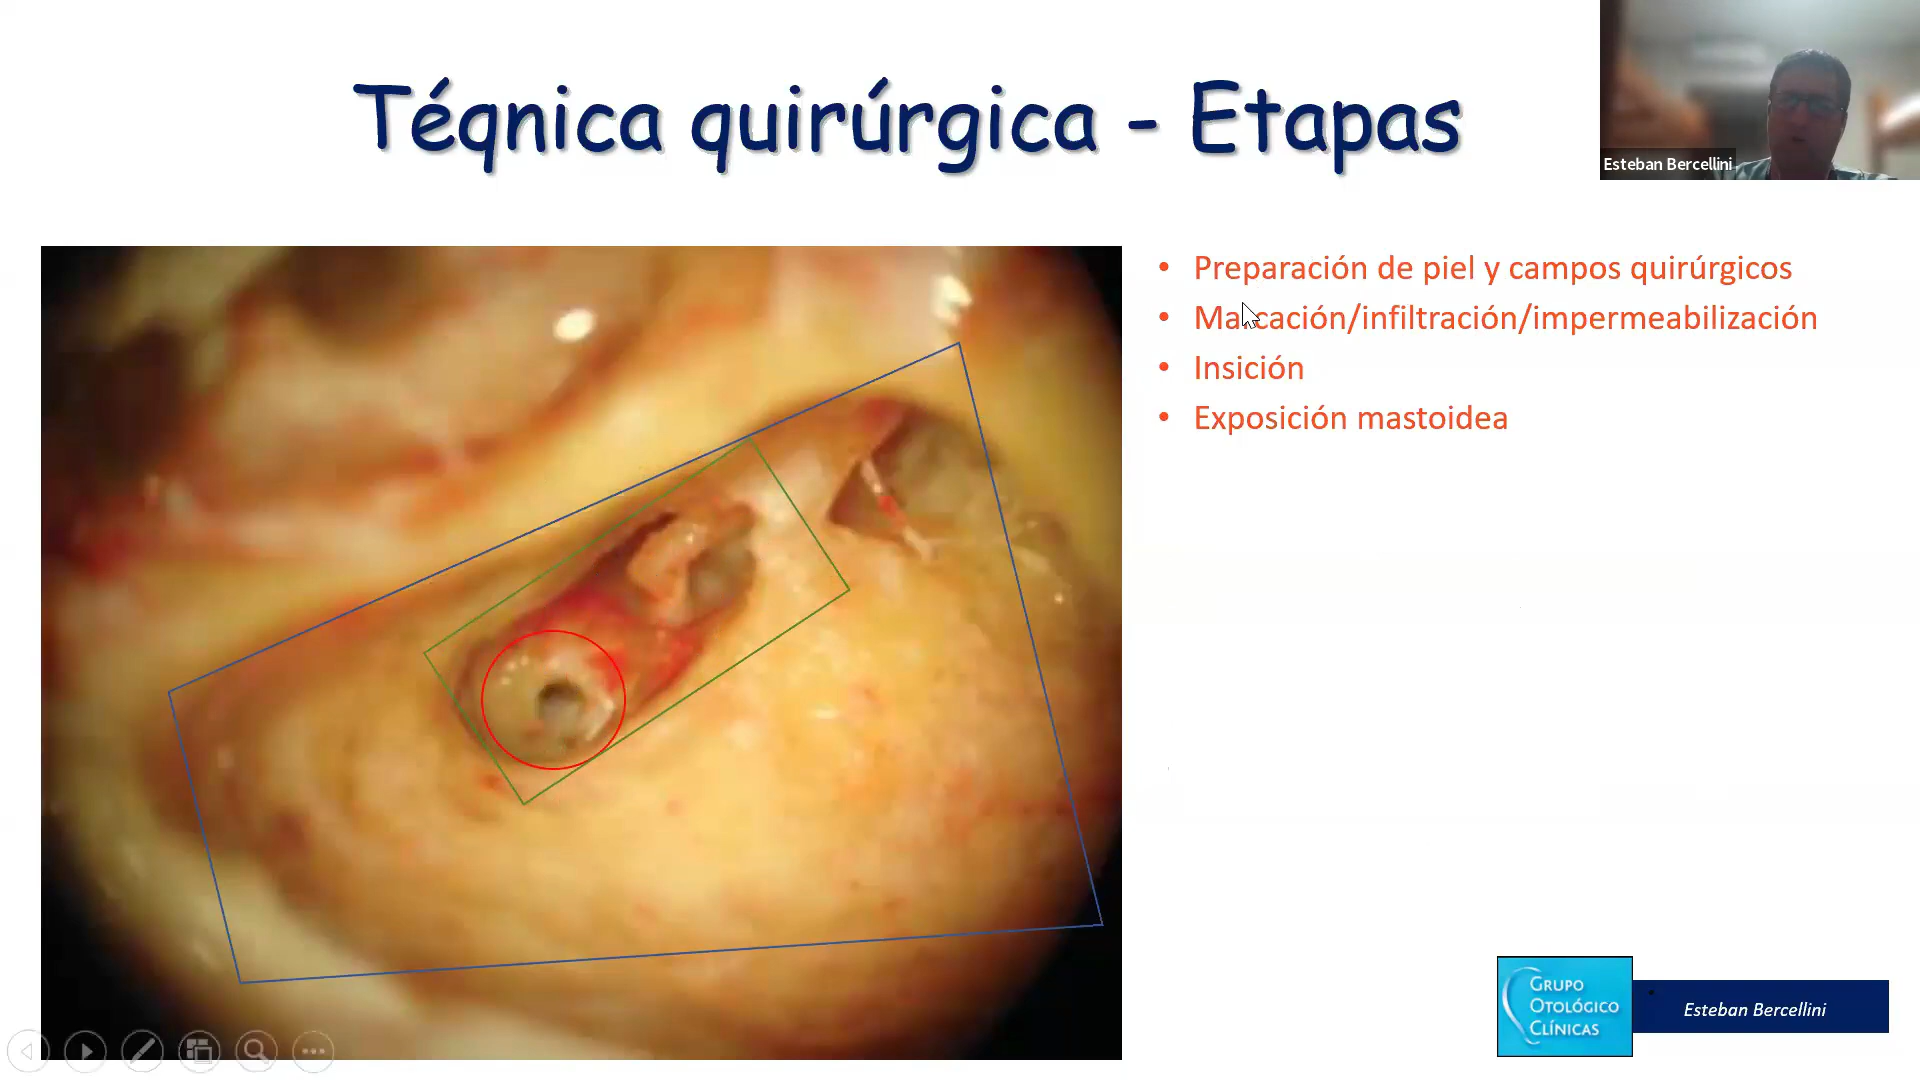 Téqnica quirúrgica - Etapas
Esteban Bercellini
• Preparación de piel y campos quirúrgicos
• Marcación/infiltración/impermeabilización
• Insición
• Exposición mastoidea
GRUPO
OTOLÓGICO
CLÍNICAS
Esteban Bercellini